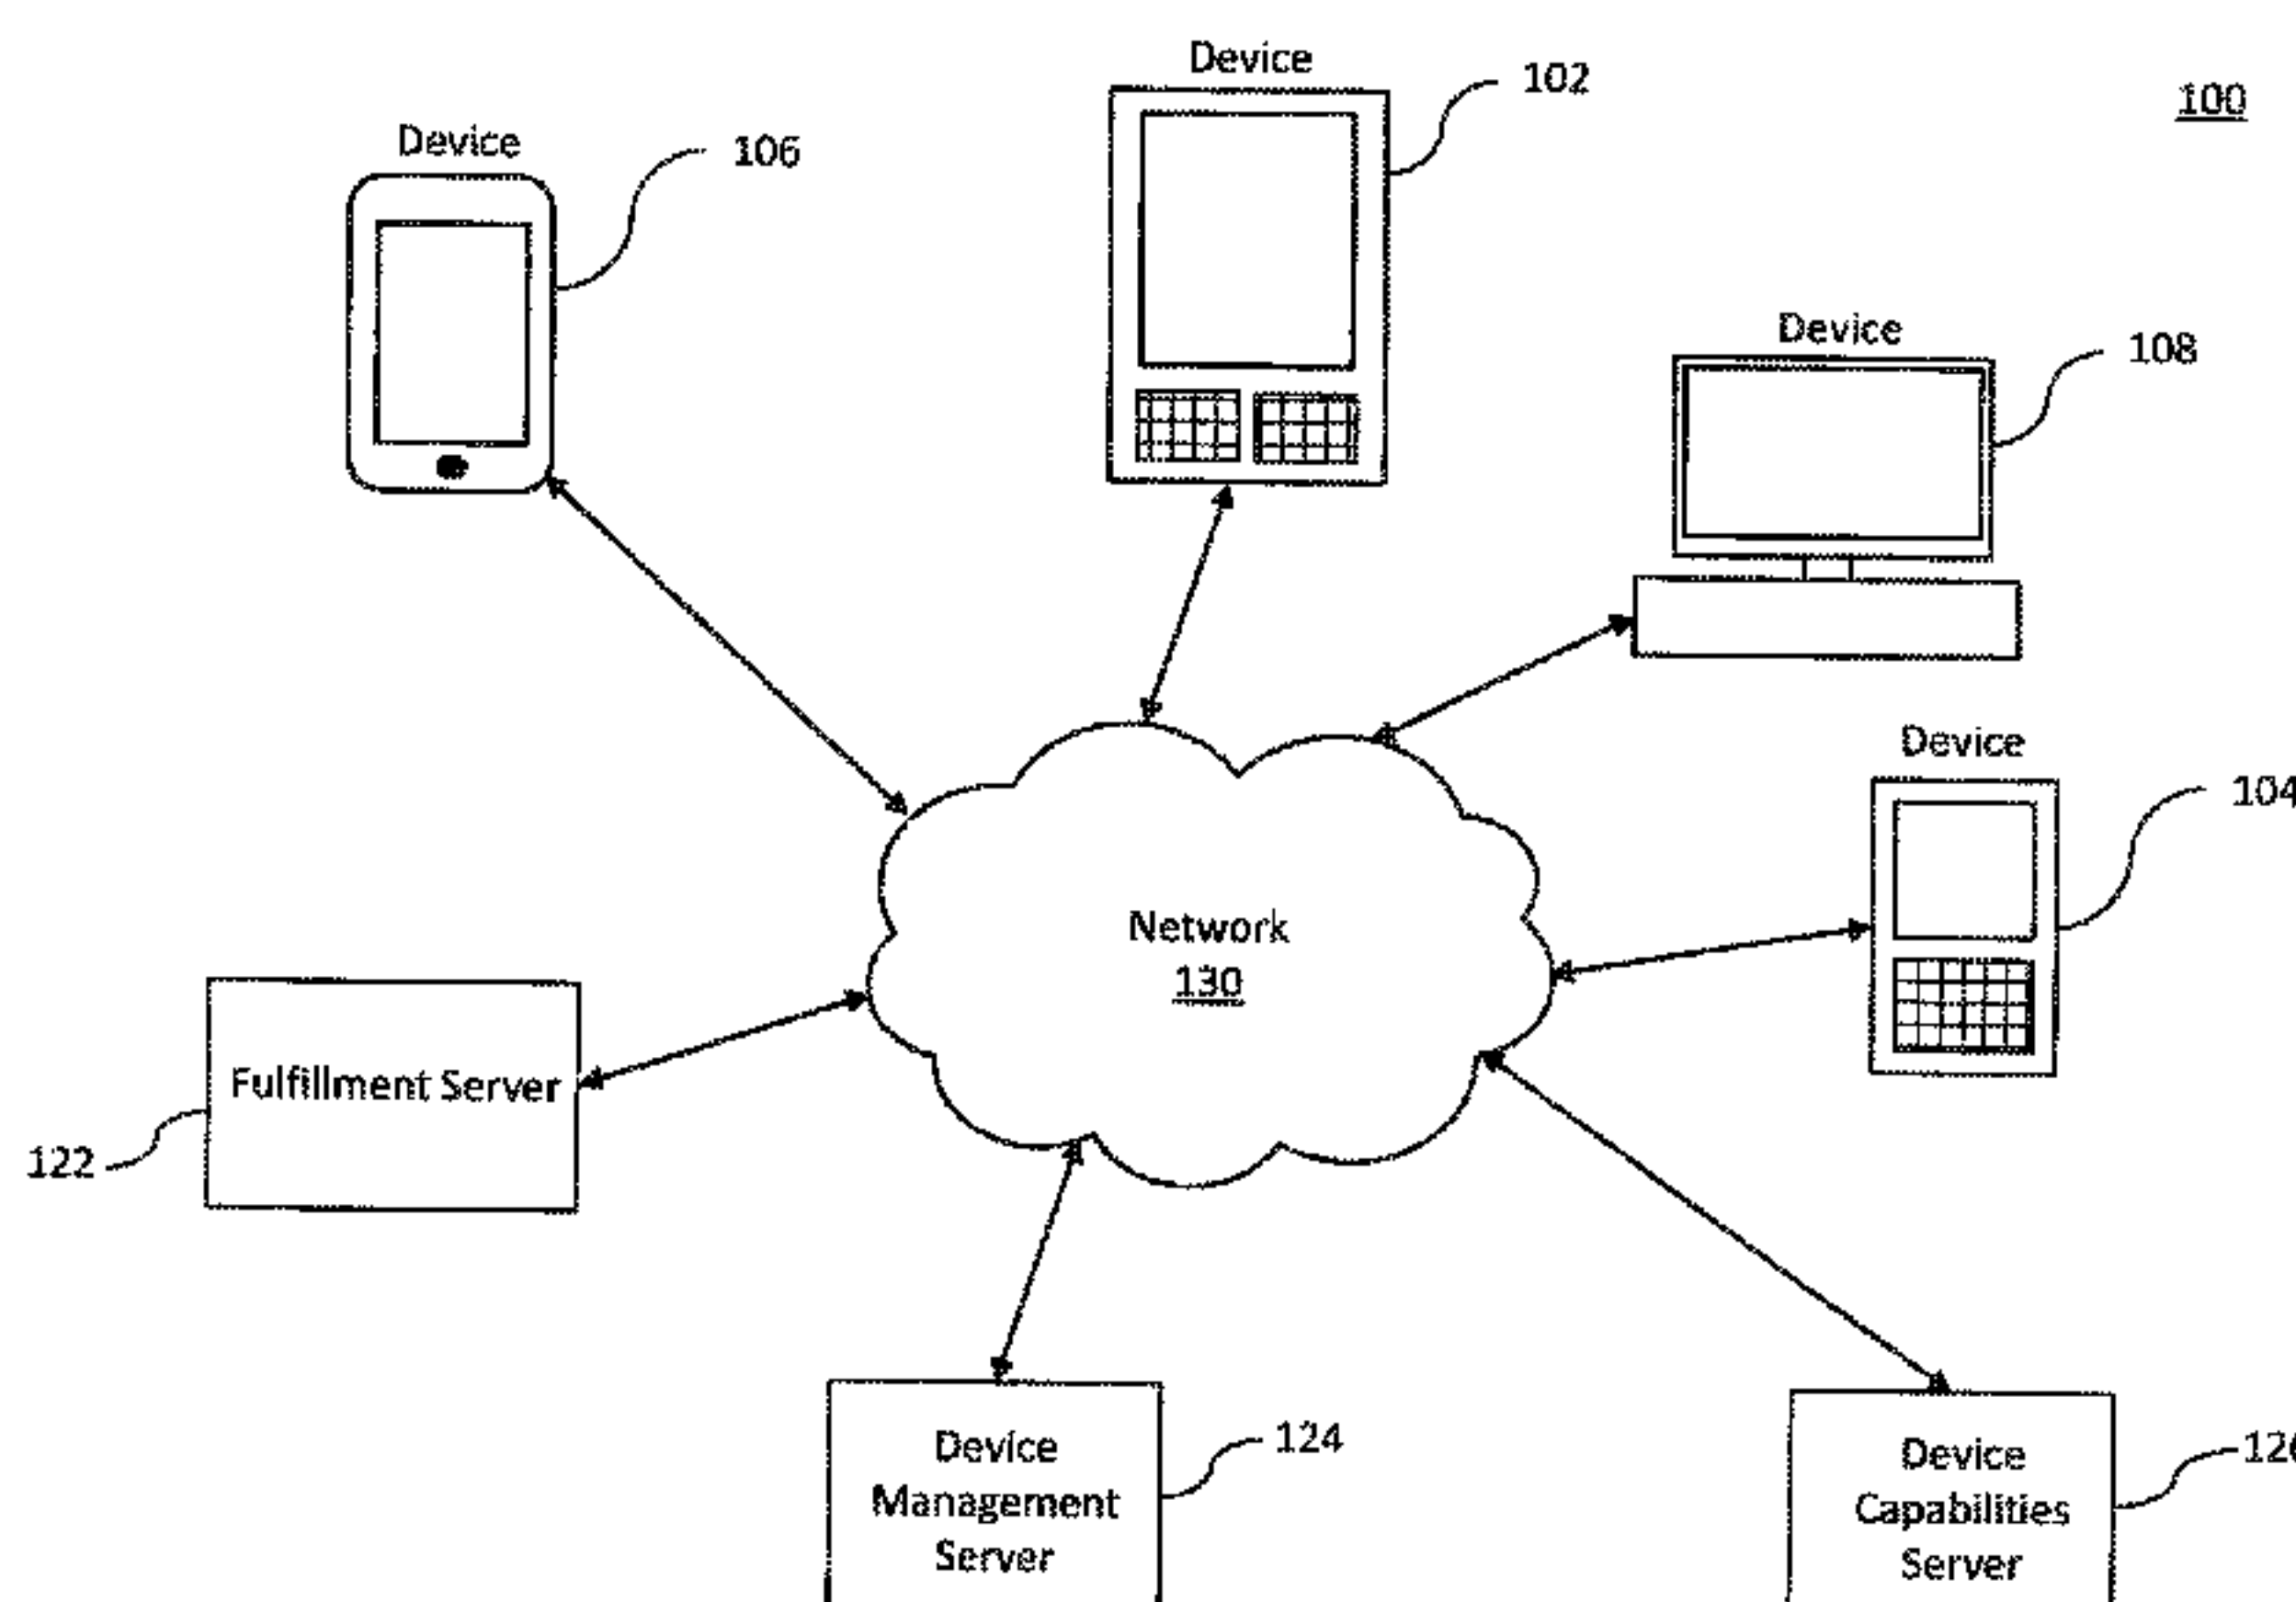 Device
102
100
Device
106
Device
108
Device
104
Network
130
Fulfillment Server
122
Device
Management
Server
124
Device
Capabilities
Server